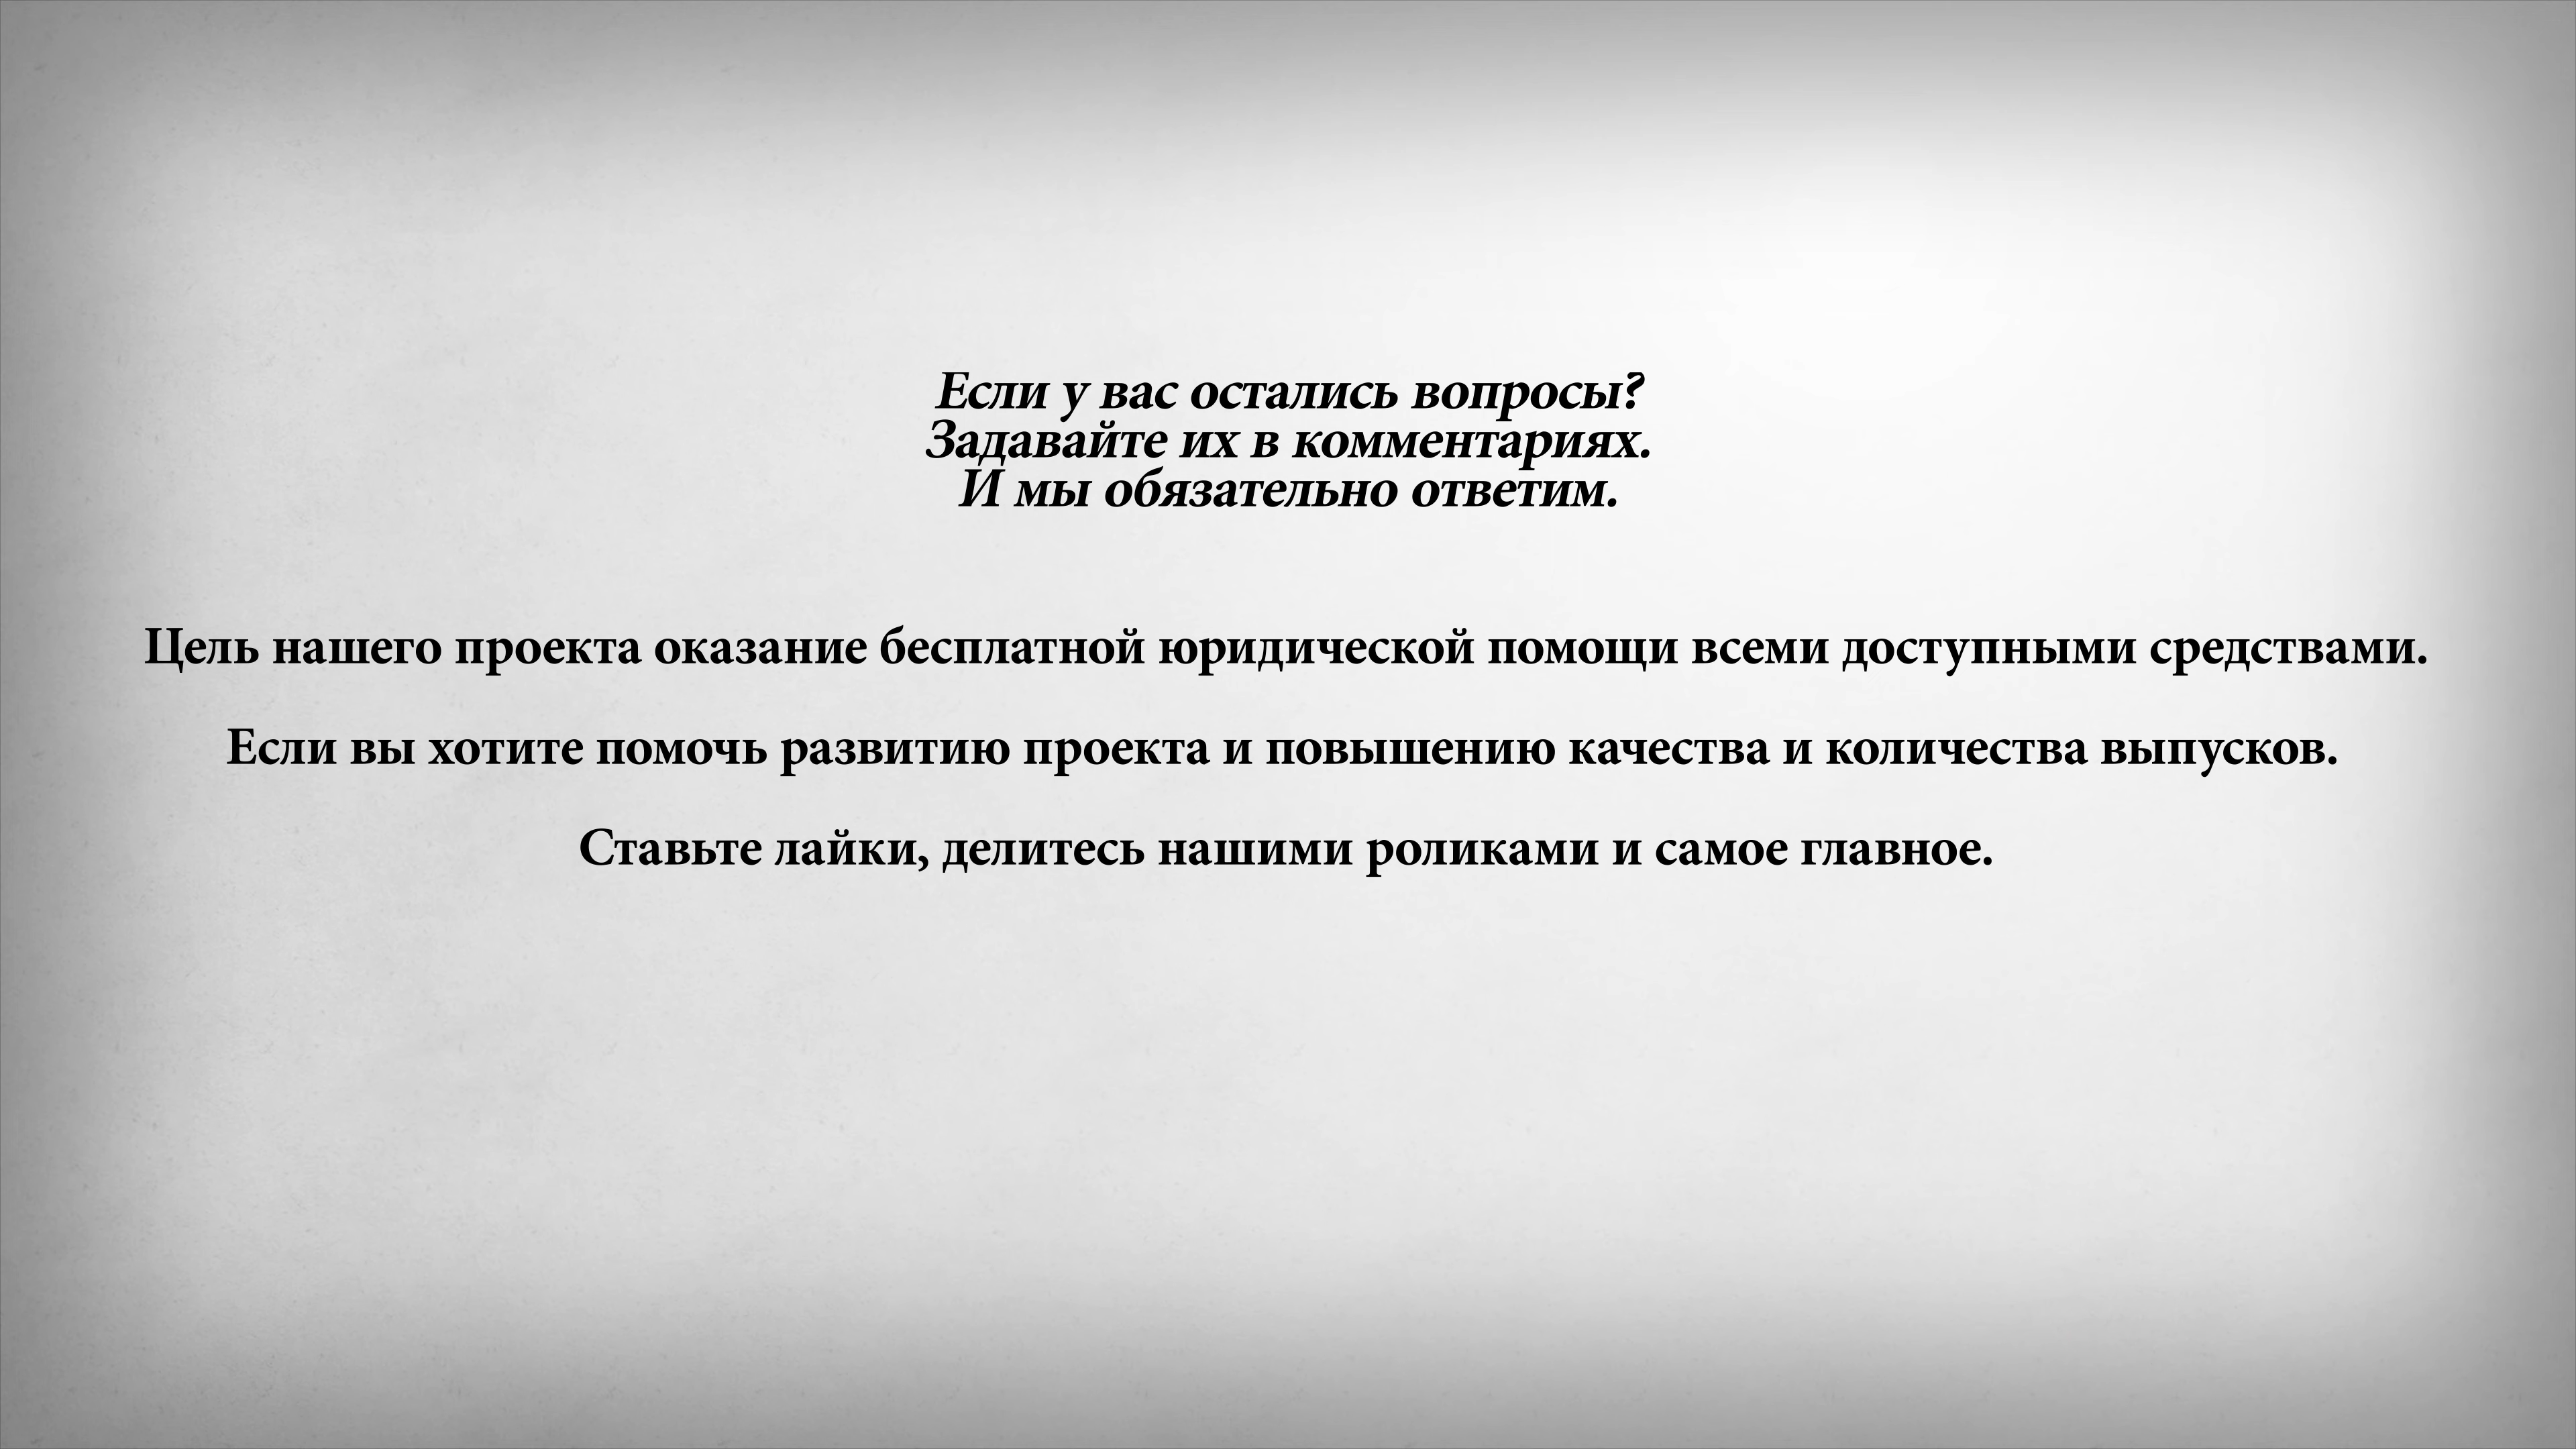 Если у вас остались вопросы?
Задавайте их в комментариях.
И мы обязательно ответим.
Цель нашего проекта оказание бесплатной юридической помощи всеми доступными средствами.
Если вы хотите помочь развитию проекта и повышению качества и количества выпусков.
Ставьте лайки, делитесь нашими роликами и самое главное.